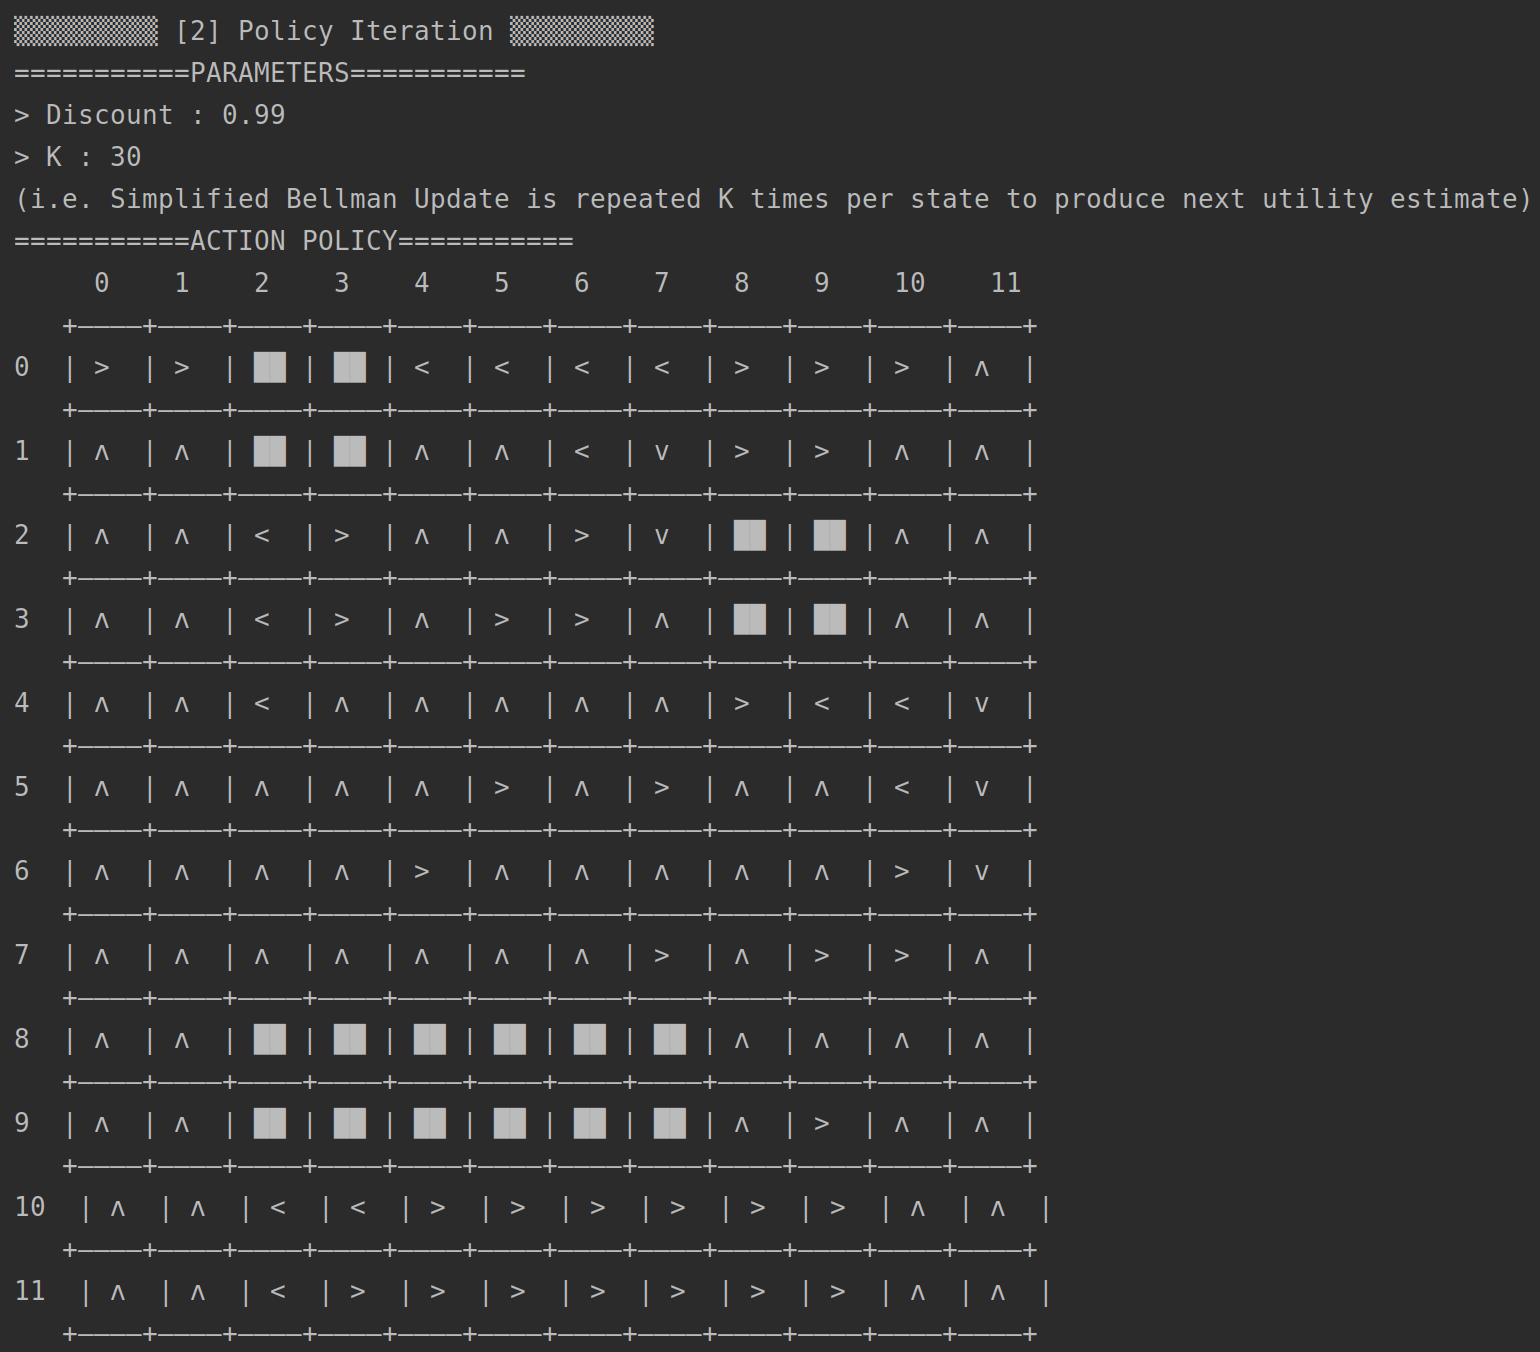 ▒▒▒▒▒▒▒▒▒ [2] Policy Iteration ▒▒▒▒▒▒▒▒▒
===========PARAMETERS===========
> Discount : 0.99
> K : 30
(i.e. Simplified Bellman Update is repeated K times per state to produce next utility estimate)
===========ACTION POLICY===========
     0    1    2    3    4    5    6    7    8    9    10    11
   +————+————+————+————+————+————+————+————+————+————+————+————+
0  | >  | >  | ██ | ██ | <  | <  | <  | <  | >  | >  | >  | ʌ  |
   +————+————+————+————+————+————+————+————+————+————+————+————+
1  | ʌ  | ʌ  | ██ | ██ | ʌ  | ʌ  | <  | v  | >  | >  | ʌ  | ʌ  |
   +————+————+————+————+————+————+————+————+————+————+————+————+
2  | ʌ  | ʌ  | <  | >  | ʌ  | ʌ  | >  | v  | ██ | ██ | ʌ  | ʌ  |
   +————+————+————+————+————+————+————+————+————+————+————+————+
3  | ʌ  | ʌ  | <  | >  | ʌ  | >  | >  | ʌ  | ██ | ██ | ʌ  | ʌ  |
   +————+————+————+————+————+————+————+————+————+————+————+————+
4  | ʌ  | ʌ  | <  | ʌ  | ʌ  | ʌ  | ʌ  | ʌ  | >  | <  | <  | v  |
   +————+————+————+————+————+————+————+————+————+————+————+————+
5  | ʌ  | ʌ  | ʌ  | ʌ  | ʌ  | >  | ʌ  | >  | ʌ  | ʌ  | <  | v  |
   +————+————+————+————+————+————+————+————+————+————+————+————+
6  | ʌ  | ʌ  | ʌ  | ʌ  | >  | ʌ  | ʌ  | ʌ  | ʌ  | ʌ  | >  | v  |
   +————+————+————+————+————+————+————+————+————+————+————+————+
7  | ʌ  | ʌ  | ʌ  | ʌ  | ʌ  | ʌ  | ʌ  | >  | ʌ  | >  | >  | ʌ  |
   +————+————+————+————+————+————+————+————+————+————+————+————+
8  | ʌ  | ʌ  | ██ | ██ | ██ | ██ | ██ | ██ | ʌ  | ʌ  | ʌ  | ʌ  |
   +————+————+————+————+————+————+————+————+————+————+————+————+
9  | ʌ  | ʌ  | ██ | ██ | ██ | ██ | ██ | ██ | ʌ  | >  | ʌ  | ʌ  |
   +————+————+————+————+————+————+————+————+————+————+————+————+
10  | ʌ  | ʌ  | <  | <  | >  | >  | >  | >  | >  | >  | ʌ  | ʌ  |
   +————+————+————+————+————+————+————+————+————+————+————+————+
11  | ʌ  | ʌ  | <  | >  | >  | >  | >  | >  | >  | >  | ʌ  | ʌ  |
   +————+————+————+————+————+————+————+————+————+————+————+————+